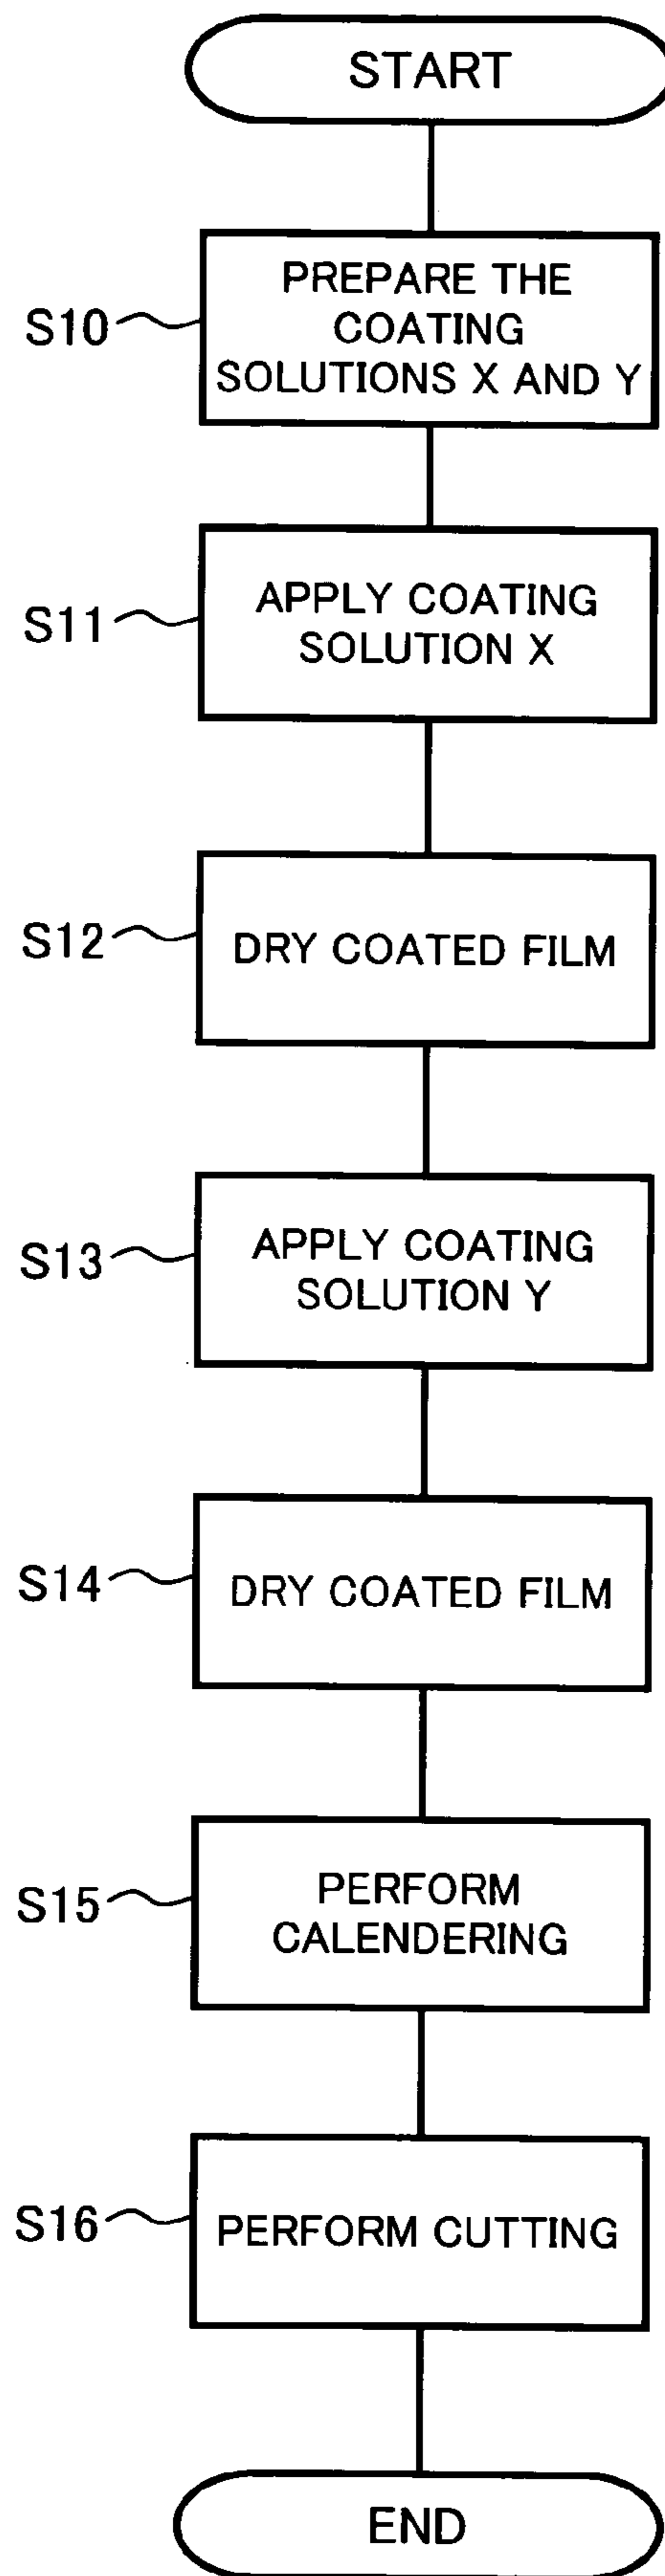 START
S10
PREPARE THE
COATING
SOLUTIONS X AND Y
S11
APPLY COATING
SOLUTION X
S12
DRY COATED FILM
S13
APPLY COATING
SOLUTION Y
S14
DRY COATED FILM
S15
PERFORM
CALENDERING
S16
PERFORM CUTTING
END